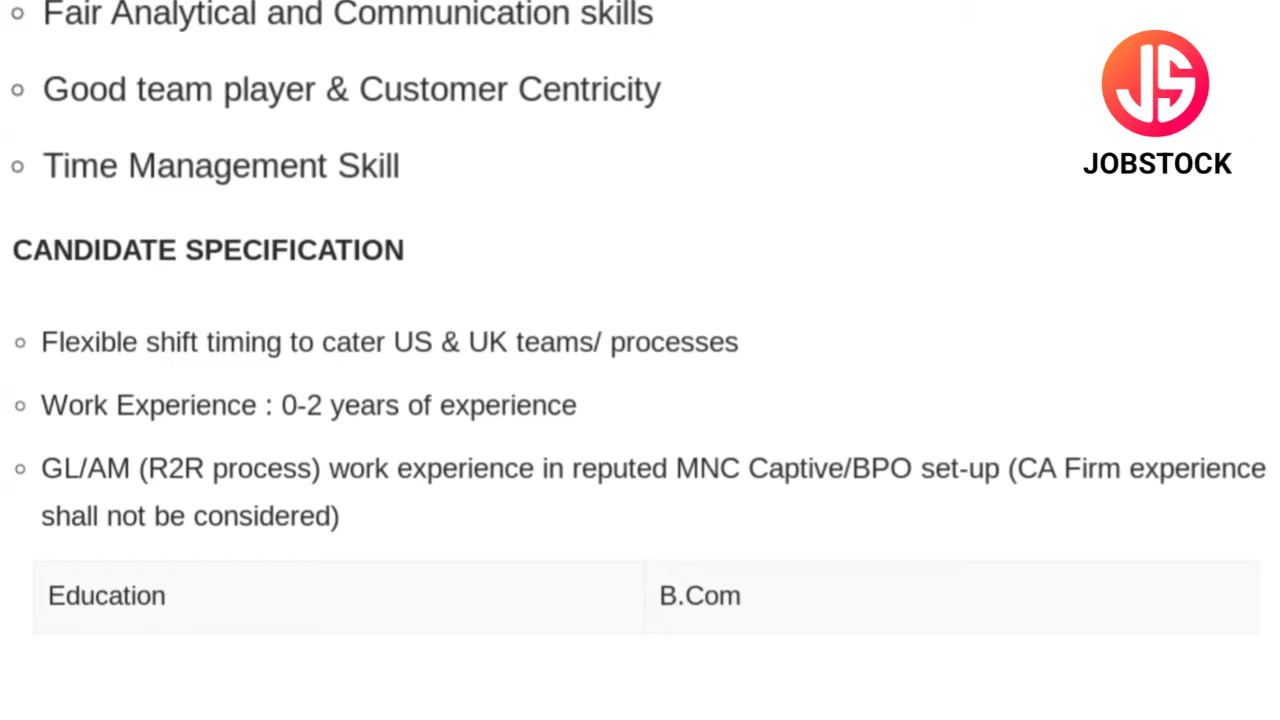 Fair Analytical and Communication skills
Good team player & Customer Centricity
JS
JOBSTOCK
Time Management Skill
CANDIDATE SPECIFICATION
Flexible shift timing to cater US & UK teams/ processes
Work Experience : 0-2 years of experience
GL/AM (R2R process) work experience in reputed MNC Captive/BPO set-up (CA Firm experience
shall not be considered)
Education B.Com